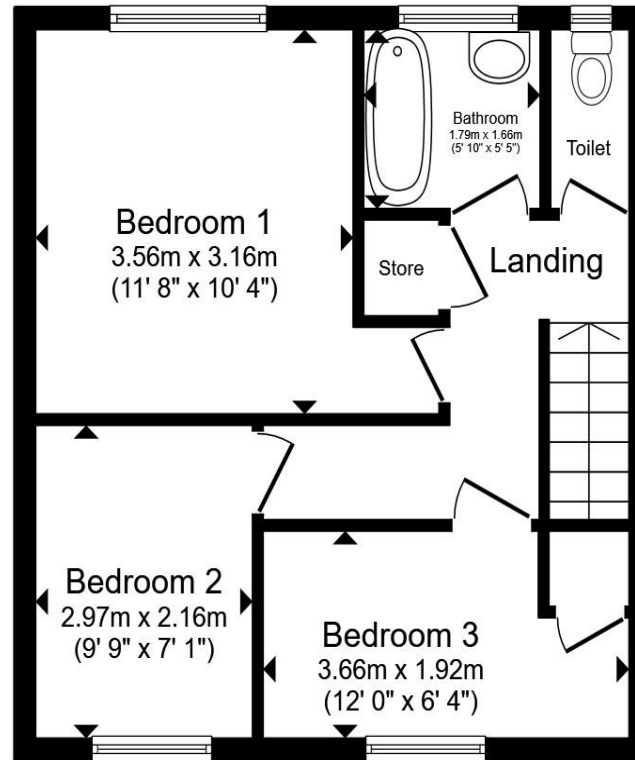 Bathroom
1.79m x 1.66m
(5' 10" x 5' 5")
Toilet
Bedroom 1
3.56m x 3.16m
(11' 8" x 10' 4")
Store
Landing
Bedroom 2
2.97m x 2.16m
(9' 9" x 7' 1")
Bedroom 3
3.66m x 1.92m
(12' 0" x 6' 4")